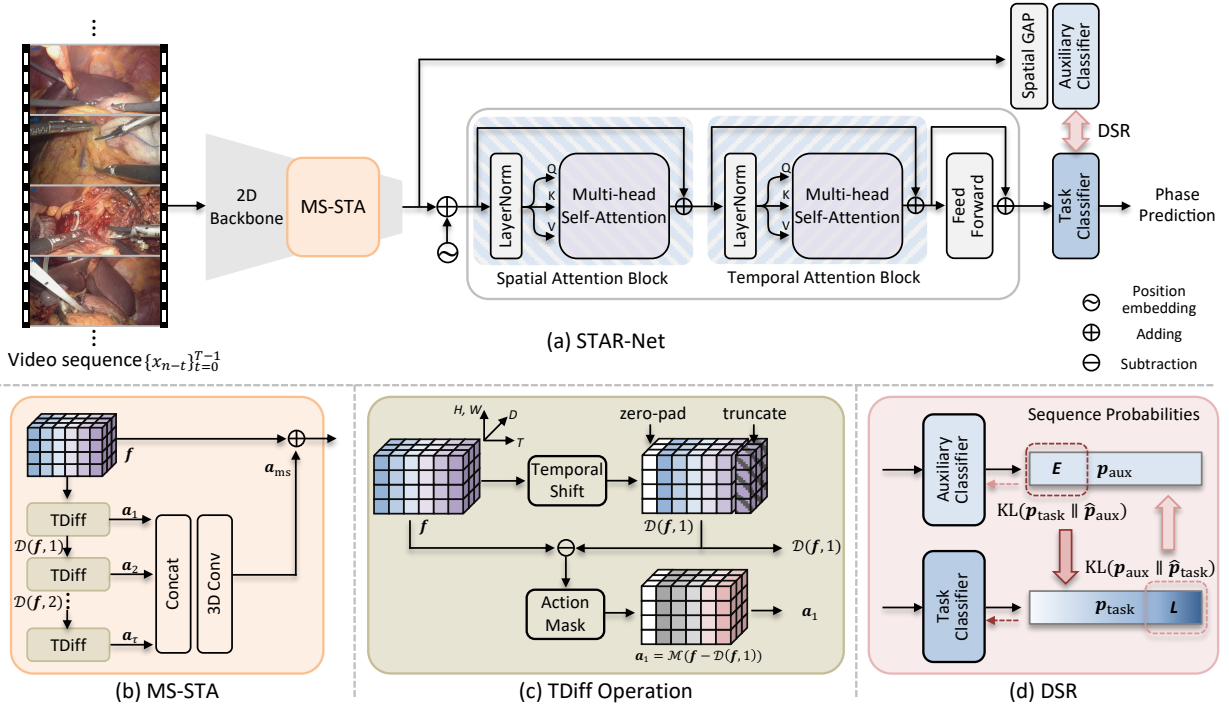 Spatial GAP
Auxiliary
Classifier
DSR
2D
Backbone
MS-STA
LayerNorm
Q
K
V
Multi-head
Self-Attention
LayerNorm
Q
K
V
Multi-head
Self-Attention
Feed
Forward
Task
Classifier
Phase
Prediction
Spatial Attention Block
Temporal Attention Block
Position
embedding
Adding
Subtraction
Video sequence {x_{n−t}}_{t=0}^{T−1}
(a) STAR-Net
f
a_ms
TDiff
a_1
𝒟(f, 1)
TDiff
a_2
𝒟(f, 2)
TDiff
a_τ
Concat
3D Conv
(b) MS-STA
H, W
D
T
zero-pad
truncate
Temporal
Shift
f
𝒟(f, 1)
𝒟(f, 1)
Action
Mask
a_1
a_1 = ℳ(f − 𝒟(f, 1))
(c) TDiff Operation
Sequence Probabilities
Auxiliary
Classifier
E
p_aux
KL(p_task ∥ p̂_aux)
KL(p_aux ∥ p̂_task)
Task
Classifier
p_task
L
(d) DSR